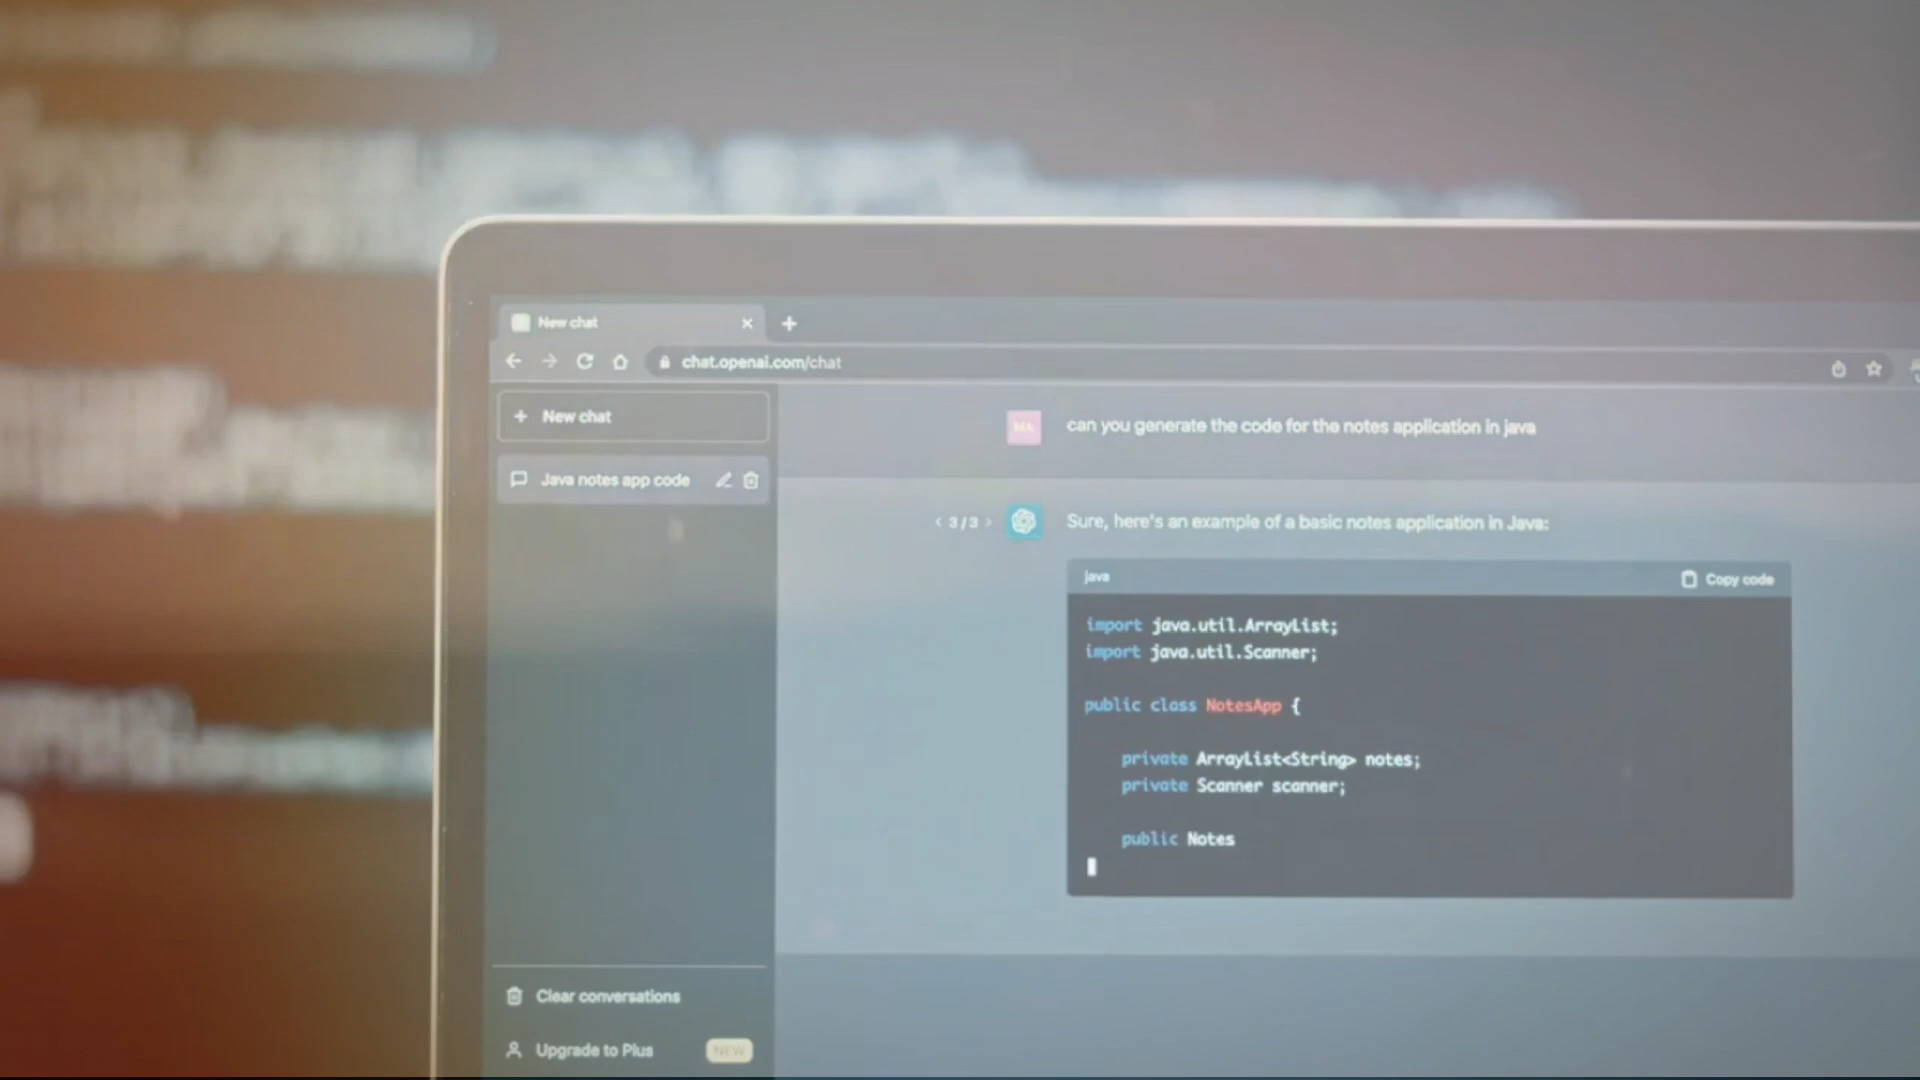 New chat
chat.openai.com/chat
New chat
Java notes app code
Clear conversations
Upgrade to Plus
NEW
MA
can you generate the code for the notes application in java
3/3
Sure, here's an example of a basic notes application in Java:
java
Copy code
import java.util.ArrayList;
import java.util.Scanner;
public class NotesApp {
private ArrayList<String> notes;
private Scanner scanner;
public Notes